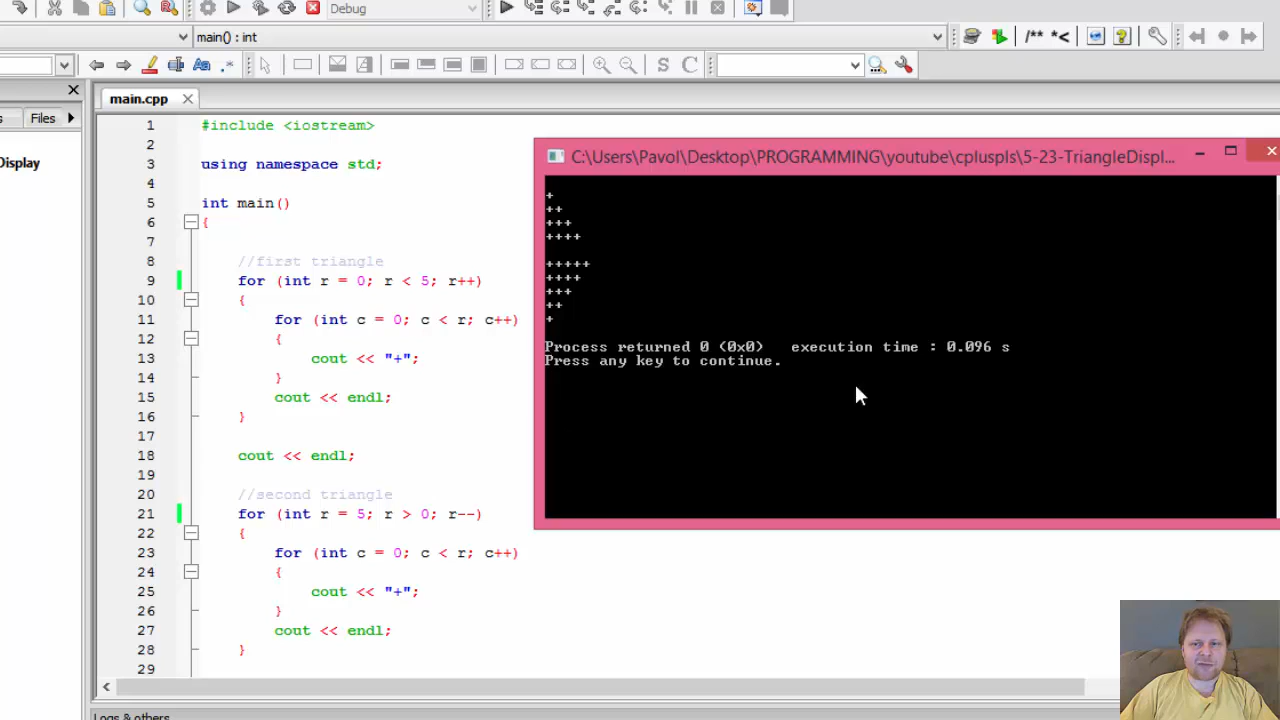 Debug
main() : int
/** *<
main.cpp
s Files
Display
1 #include <iostream>
2
3 using namespace std;
4
5 int main()
6 {
7
8 //first triangle
9 for (int r = 0; r < 5; r++)
10 {
11 for (int c = 0; c < r; c++)
12 {
13 cout << "+";
14 }
15 cout << endl;
16 }
17
18 cout << endl;
19
20 //second triangle
21 for (int r = 5; r > 0; r--)
22 {
23 for (int c = 0; c < r; c++)
24 {
25 cout << "+";
26 }
27 cout << endl;
28 }
29
Logs & others
C:\Users\Pavol\Desktop\PROGRAMMING\youtube\cpluspls\5-23-TriangleDispl...
+
++
+++
++++
+++++
++++
+++
++
+
Process returned 0 (0x0) execution time : 0.096 s
Press any key to continue.